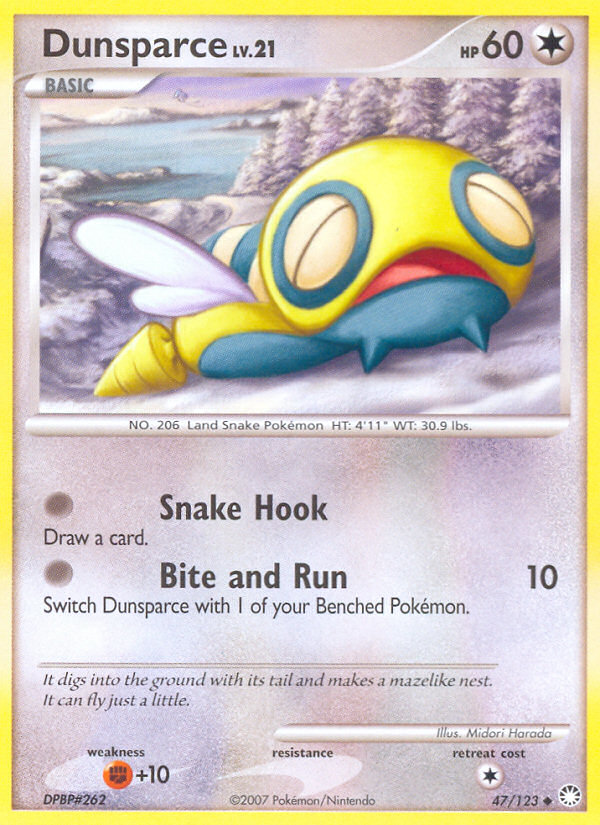 Dunsparce LV.21 HP 60
BASIC
NO. 206 Land Snake Pokémon HT: 4'11" WT: 30.9 lbs.
Snake Hook
Draw a card.
Bite and Run 10
Switch Dunsparce with 1 of your Benched Pokémon.
It digs into the ground with its tail and makes a mazelike nest.
It can fly just a little.
Illus. Midori Harada
weakness resistance retreat cost
+10
DPBP#262 ©2007 Pokémon/Nintendo 47/123